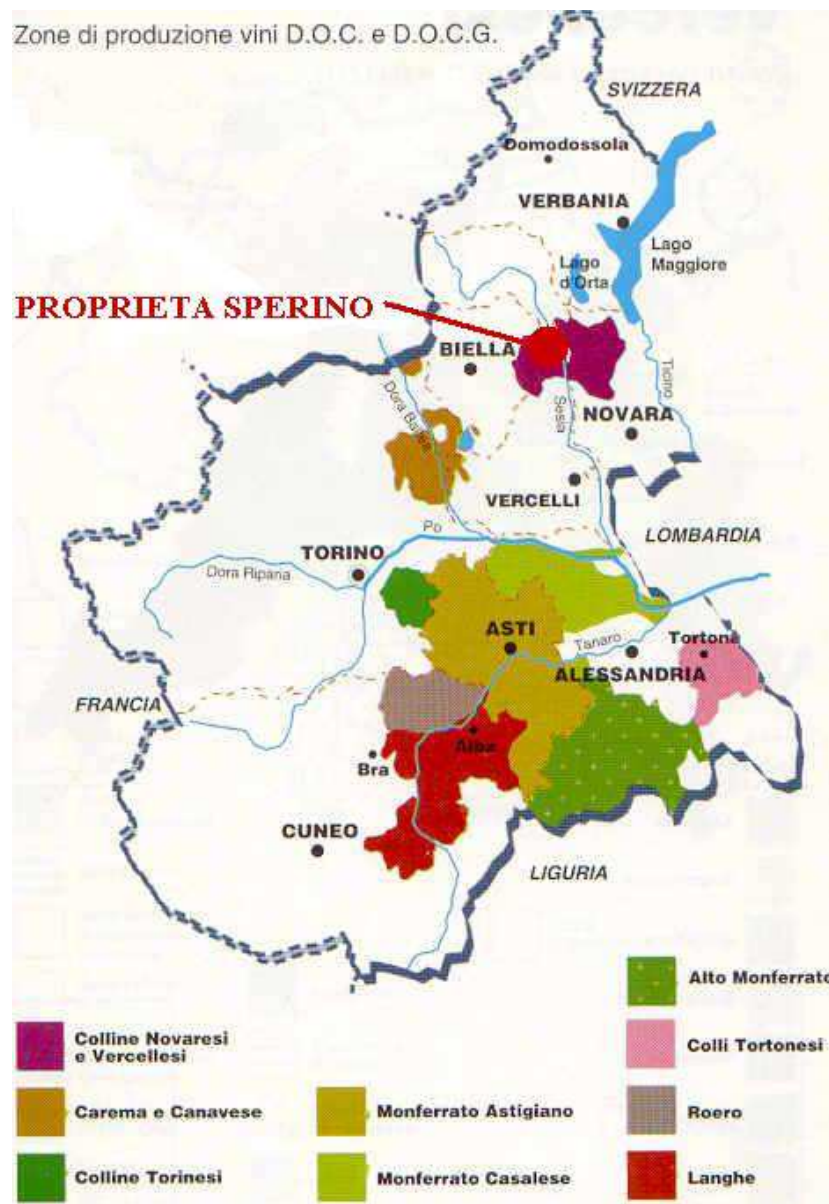 Zone di produzione vini D.O.C. e D.O.C.G.
SVIZZERA
Domodossola
VERBANIA
Lago
Maggiore
Lago
d'Orta
PROPRIETA SPERINO
BIELLA
Ticino
Dora Baltea
Sesia
NOVARA
VERCELLI
Po
LOMBARDIA
TORINO
Dora Riparia
ASTI
Tanaro
Tortona
ALESSANDRIA
FRANCIA
Alba
Bra
CUNEO
LIGURIA
Alto Monferrato
Colline Novaresi
e Vercellesi
Colli Tortonesi
Carema e Canavese
Monferrato Astigiano
Roero
Colline Torinesi
Monferrato Casalese
Langhe